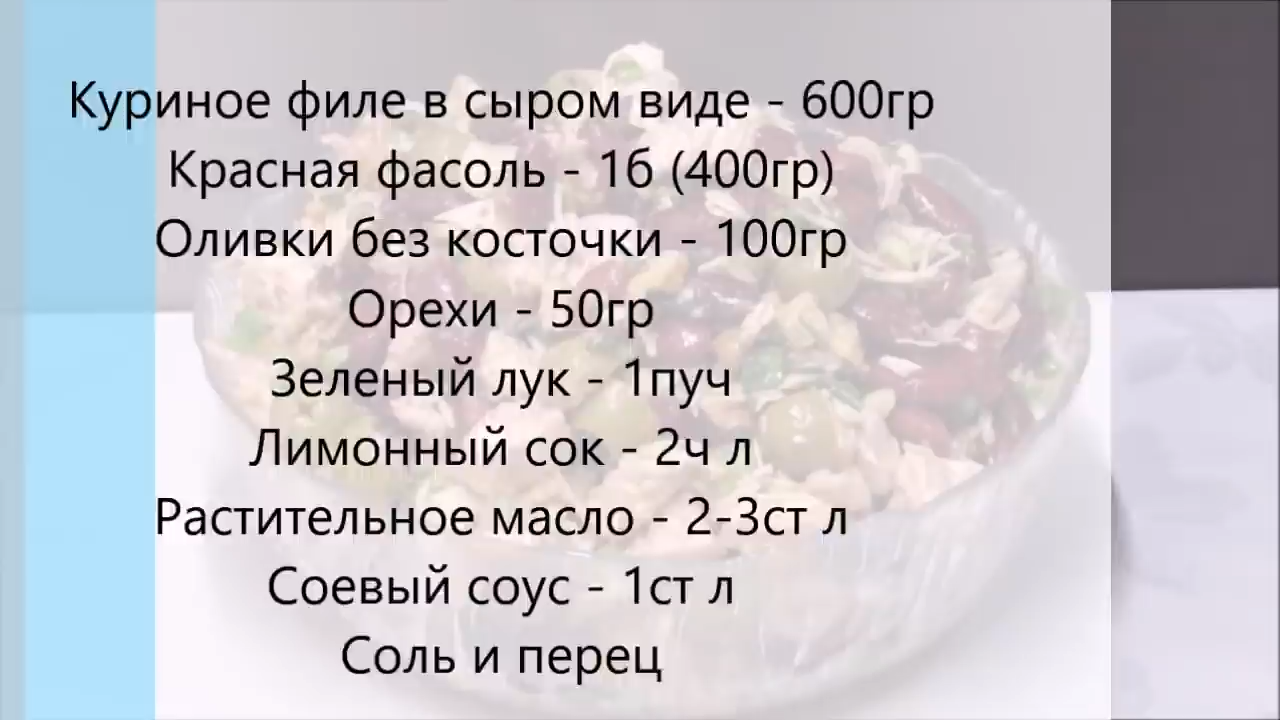 Куриное филе в сыром виде - 600гр
Красная фасоль - 1б (400гр)
Оливки без косточки - 100гр
Орехи - 50гр
Зеленый лук - 1пуч
Лимонный сок - 2ч л
Растительное масло - 2-3ст л
Соевый соус - 1ст л
Соль и перец